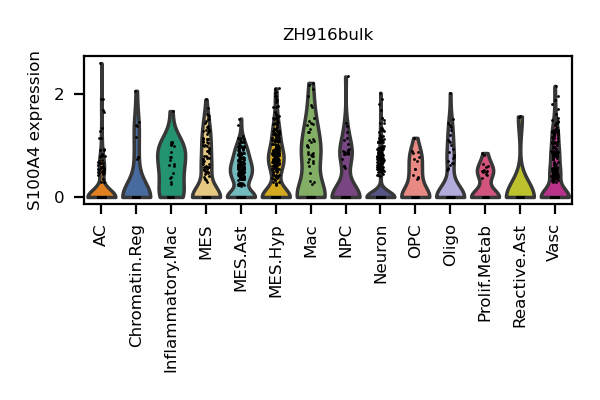 ZH916bulk
S100A4 expression
2
0
AC
Chromatin.Reg
Inflammatory.Mac
MES
MES.Ast
MES.Hyp
Mac
NPC
Neuron
OPC
Oligo
Prolif.Metab
Reactive.Ast
Vasc